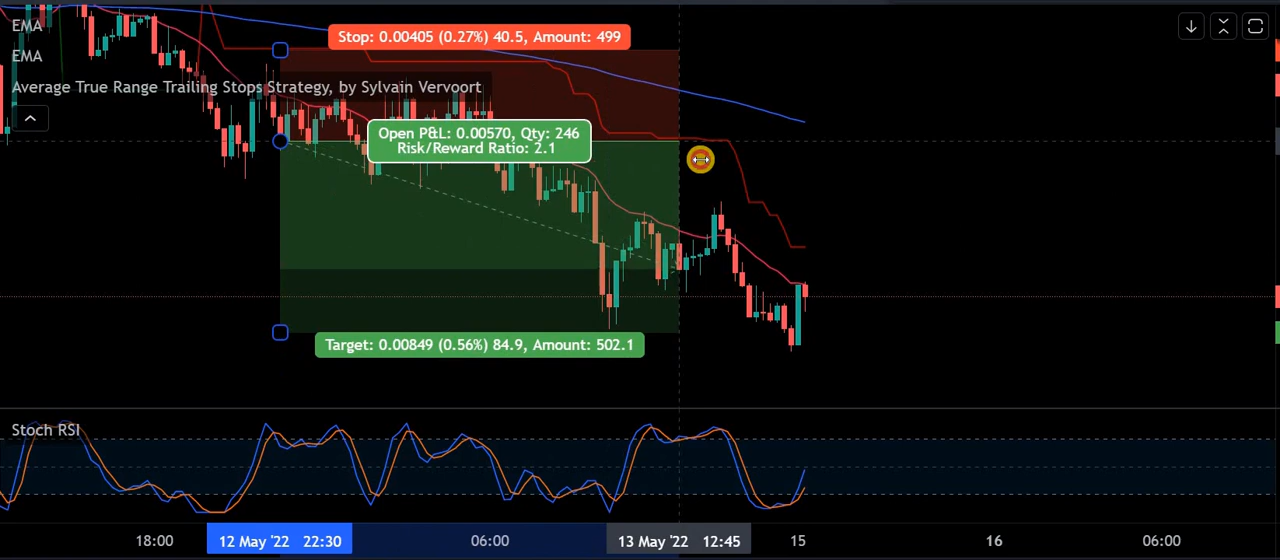 EMA
Stop: 0.00405 (0.27%) 40.5, Amount: 499
EMA
Average True Range Trailing Stops Strategy, by Sylvain Vervoort
Open P&L: 0.00570, Qty: 246
Risk/Reward Ratio: 2.1
Target: 0.00849 (0.56%) 84.9, Amount: 502.1
Stoch RSI
18:00
12 May '22 22:30
06:00
13 May '22 12:45
15
16
06:00